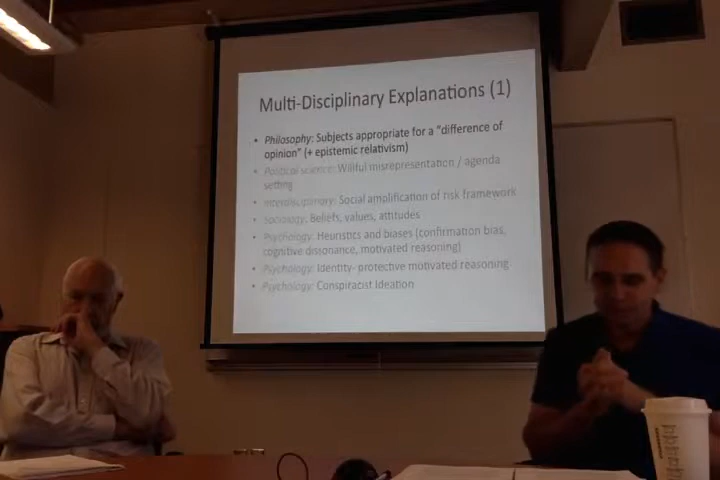 Multi-Disciplinary Explanations (1)
• Philosophy: Subjects appropriate for a "difference of
opinion" (+ epistemic relativism)
• Political science: Willful misrepresentation / agenda
setting
• Interdisciplinary: Social amplification of risk framework
• Sociology: Beliefs, values, attitudes
• Psychology: Heuristics and biases (confirmation bias,
cognitive dissonance, motivated reasoning)
• Psychology: Identity- protective motivated reasoning
• Psychology: Conspiracist Ideation